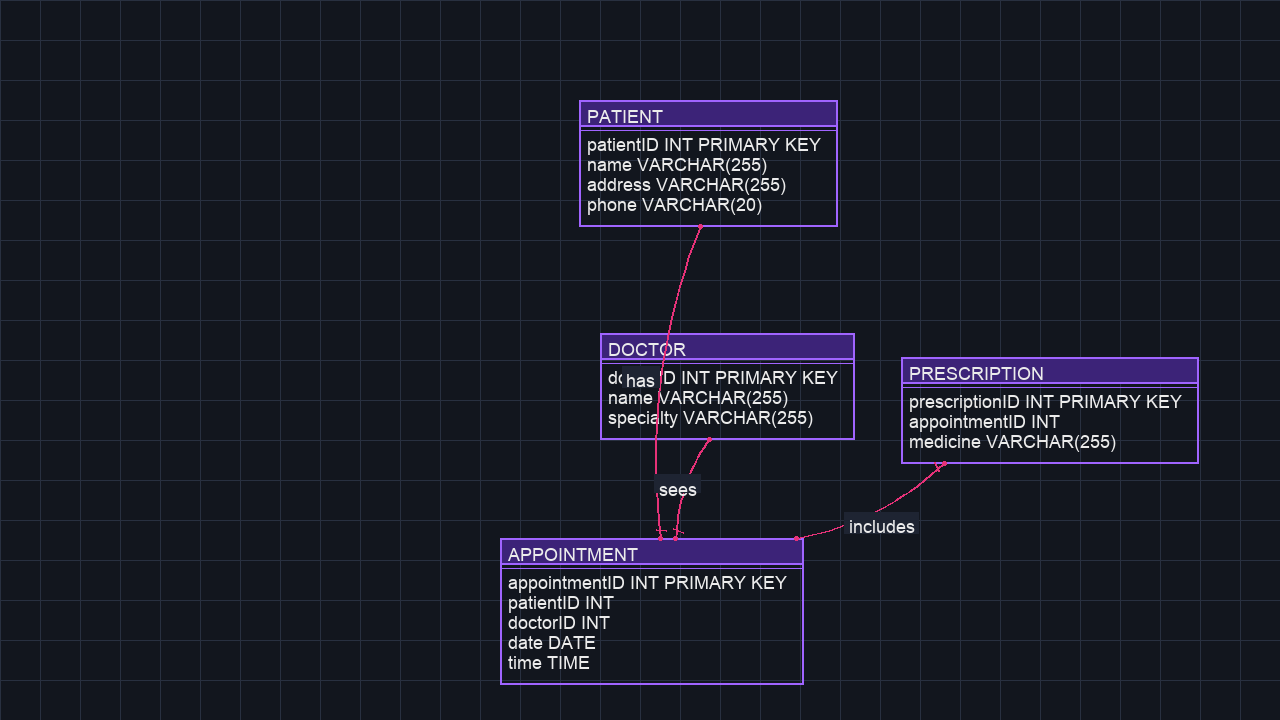 PATIENT
patientID INT PRIMARY KEY
name VARCHAR(255)
address VARCHAR(255)
phone VARCHAR(20)
DOCTOR
has
INT PRIMARY KEY
name VARCHAR(255)
specialty VARCHAR(255)
PRESCRIPTION
prescriptionID INT PRIMARY KEY
appointmentID INT
medicine VARCHAR(255)
sees
includes
APPOINTMENT
appointmentID INT PRIMARY KEY
patientID INT
doctorID INT
date DATE
time TIME